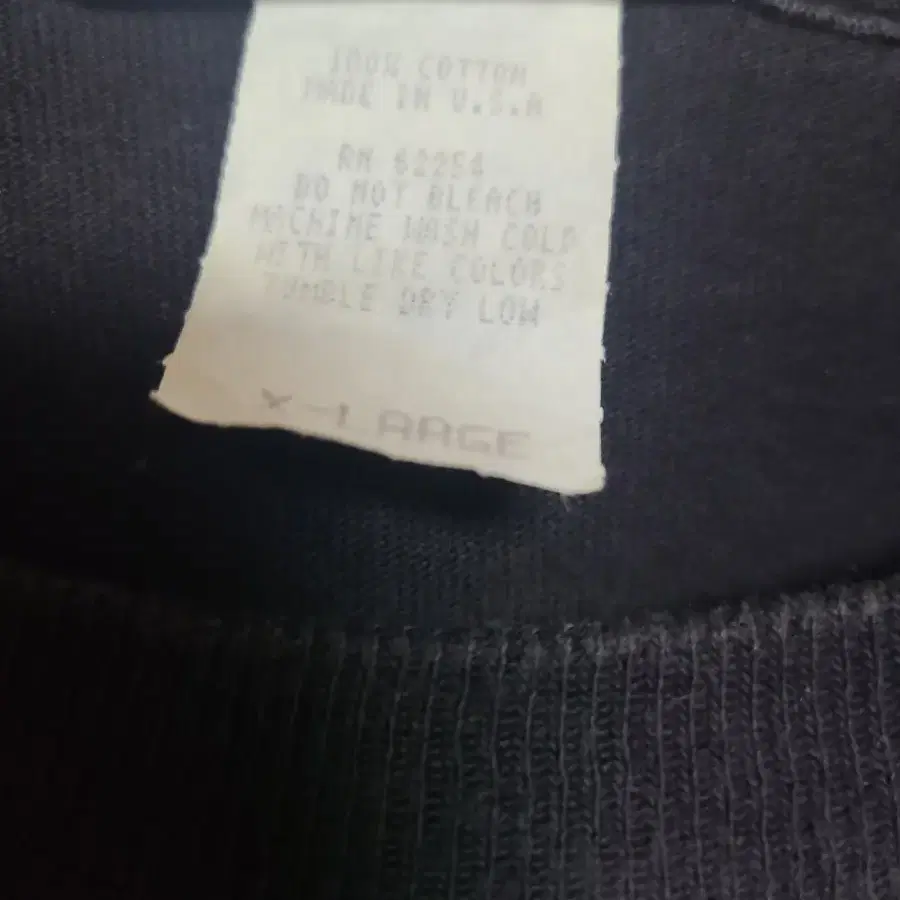 100% COTTON
MADE IN U.S.A
RN 62254
DO NOT BLEACH
MACHINE WASH COLD
WITH LIKE COLORS
TUMBLE DRY LOW
X-LARGE